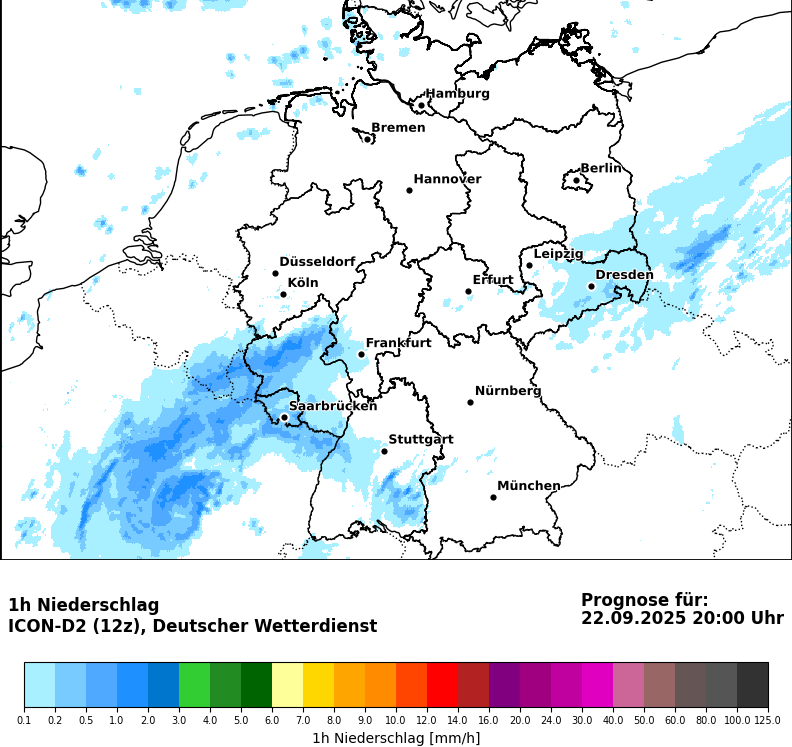 Hamburg
Bremen
Berlin
Hannover
Leipzig
Düsseldorf
Dresden
Köln
Erfurt
Frankfurt
Nürnberg
Saarbrücken
Stuttgart
München
1h Niederschlag
ICON-D2 (12z), Deutscher Wetterdienst
Prognose für:
22.09.2025 20:00 Uhr
0.1 0.2 0.5 1.0 2.0 3.0 4.0 5.0 6.0 7.0 9.0 10.0 12.0 14.0 16.0 20.0 24.0 30.0 40.0 50.0 60.0 80.0 100.0 125.0
1h Niederschlag [mm/h]